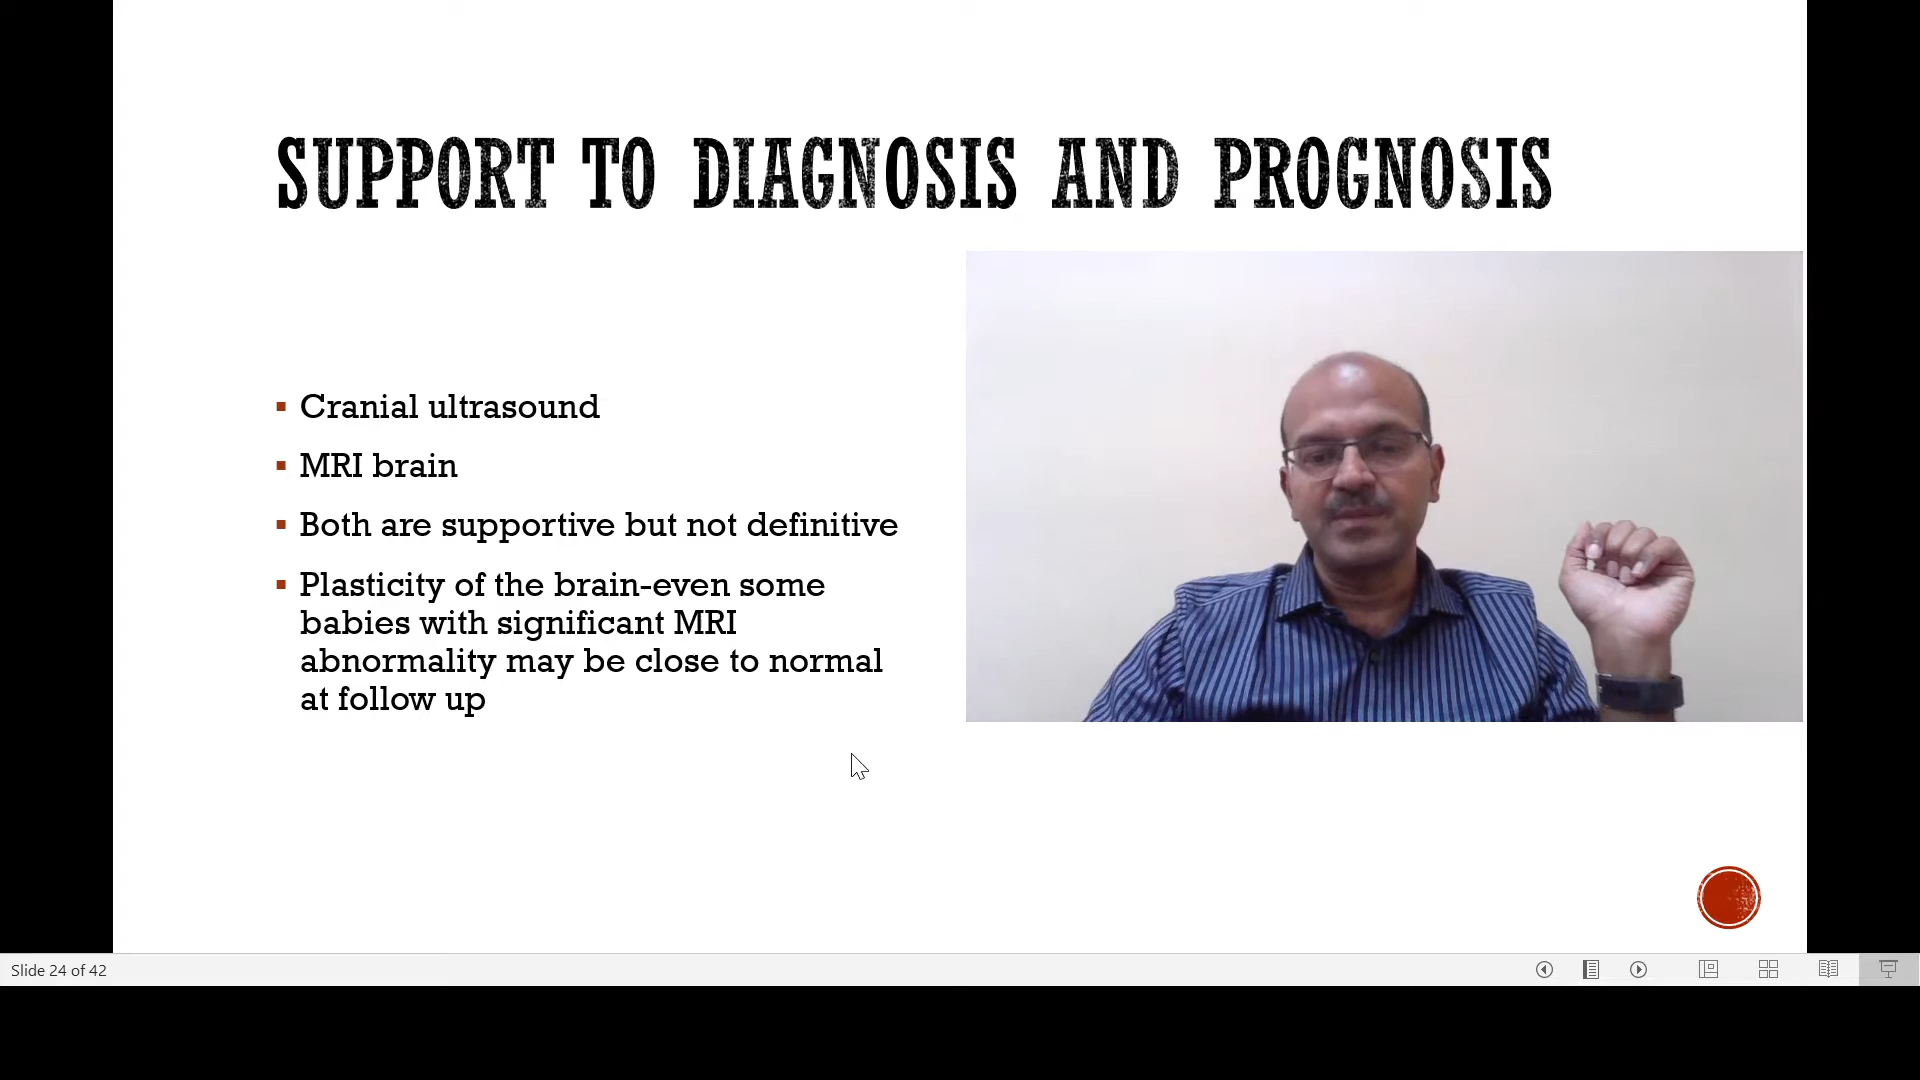 SUPPORT TO DIAGNOSIS AND PROGNOSIS
Cranial ultrasound
MRI brain
Both are supportive but not definitive
Plasticity of the brain-even some
babies with significant MRI
abnormality may be close to normal
at follow up
Slide 24 of 42